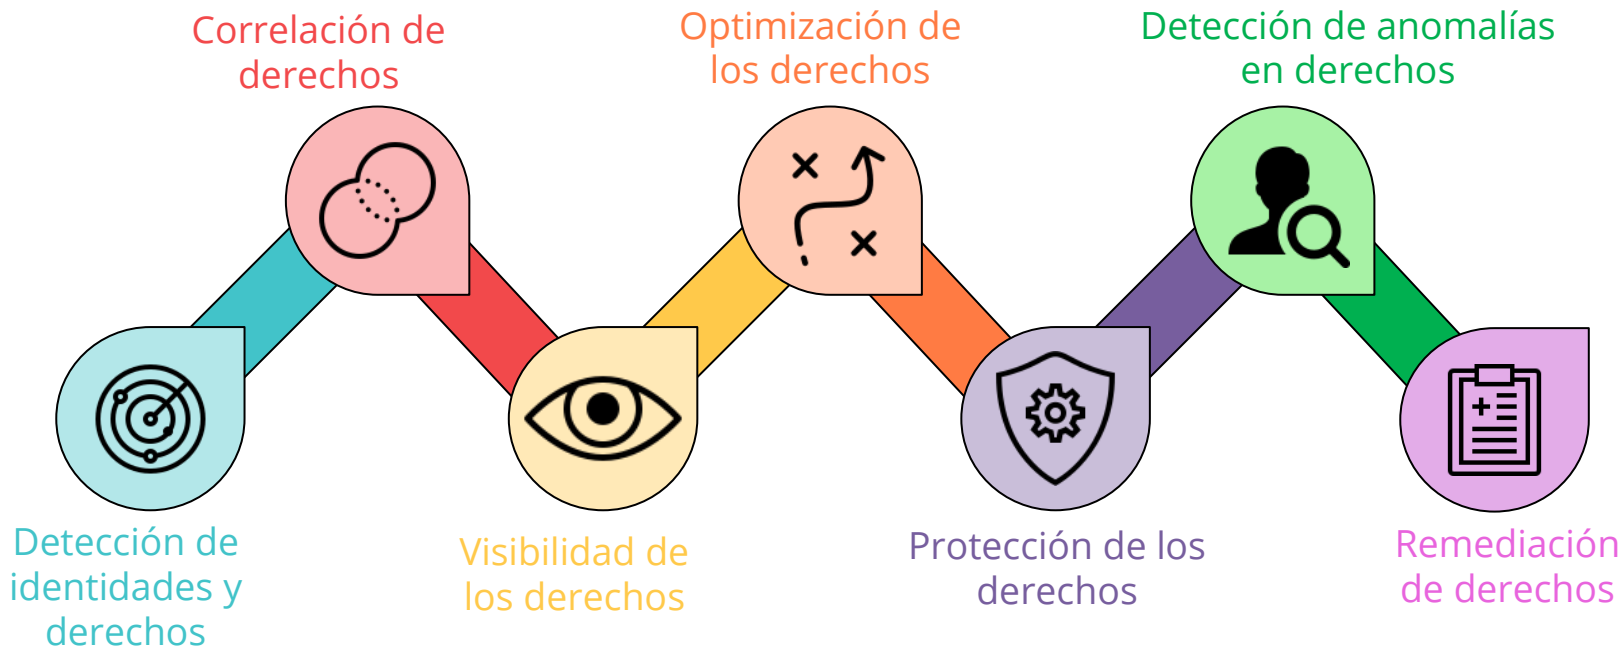 Correlación de
derechos
Optimización de
los derechos
Detección de anomalías
en derechos
Detección de
identidades y
derechos
Visibilidad de
los derechos
Protección de los
derechos
Remediación
de derechos